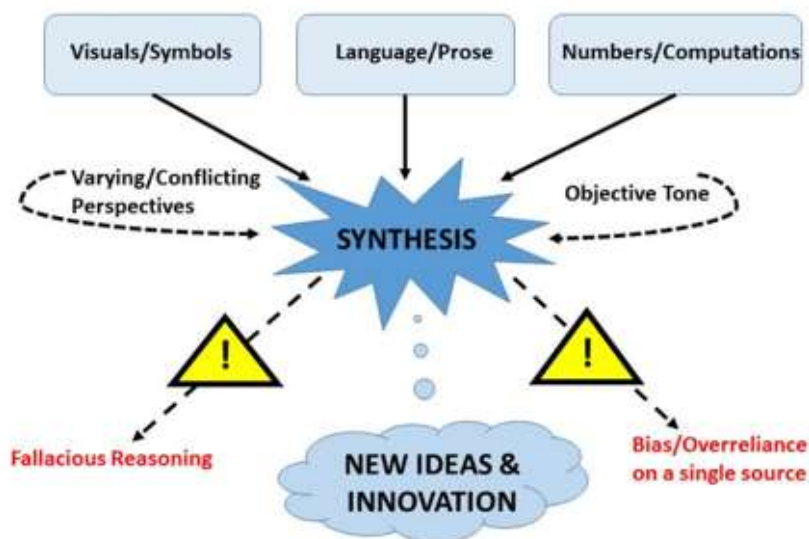 Visuals/Symbols
Language/Prose
Numbers/Computations
Varying/Conflicting
Perspectives
Objective Tone
SYNTHESIS
!
!
Fallacious Reasoning
Bias/Overreliance
on a single source
NEW IDEAS &
INNOVATION